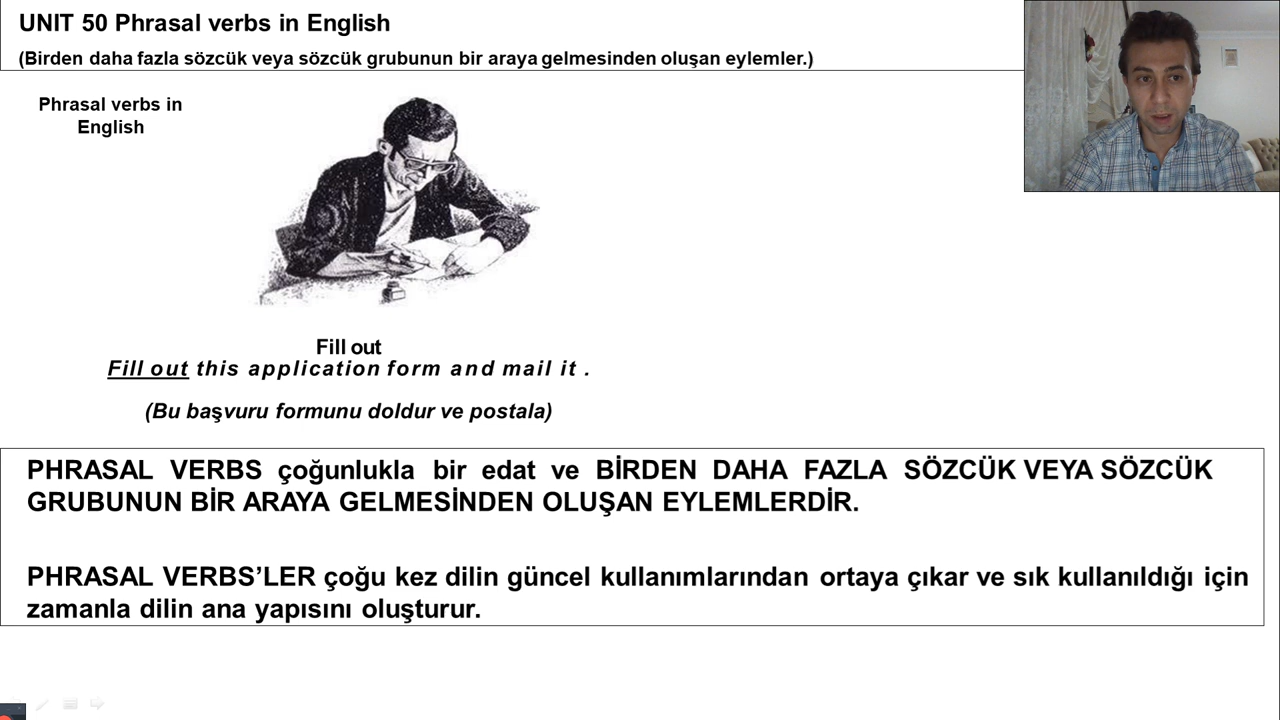 UNIT 50 Phrasal verbs in English
(Birden daha fazla sözcük veya sözcük grubunun bir araya gelmesinden oluşan eylemler.)
Phrasal verbs in
English
Fill out
Fill out this application form and mail it .
(Bu başvuru formunu doldur ve postala)
PHRASAL VERBS çoğunlukla bir edat ve BİRDEN DAHA FAZLA SÖZCÜK VEYA SÖZCÜK
GRUBUNUN BİR ARAYA GELMESİNDEN OLUŞAN EYLEMLERDİR.
PHRASAL VERBS’LER çoğu kez dilin güncel kullanımlarından ortaya çıkar ve sık kullanıldığı için
zamanla dilin ana yapısını oluşturur.